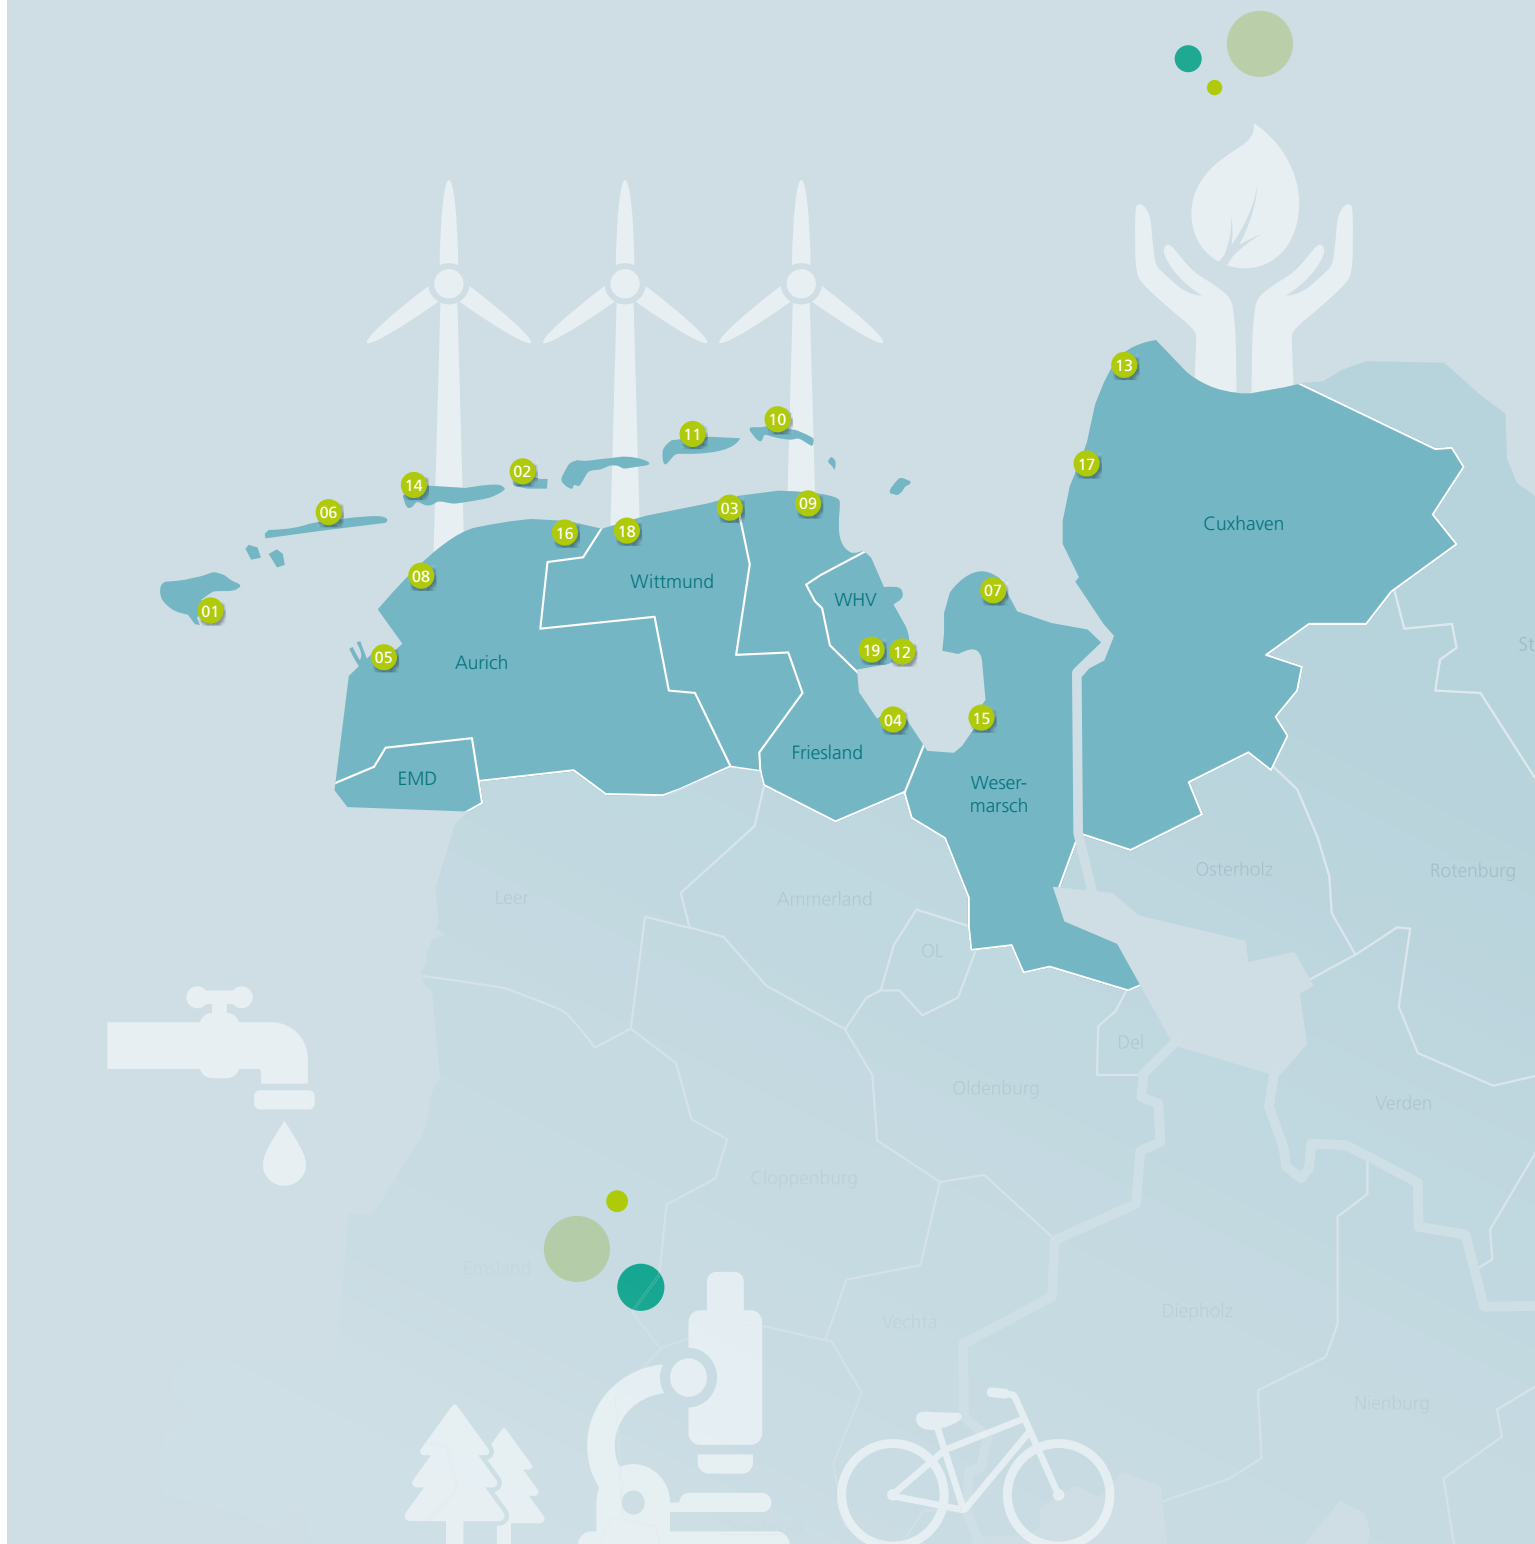 13
10
11
17
02
14
09
03
06
Cuxhaven
18
16
08
Wittmund
07
WHV
01
St
19
12
05
Aurich
15
04
Friesland
EMD
Weser-
marsch
Osterholz
Rotenburg
Leer
Ammerland
OL
Del
Oldenburg
Verden
Cloppenburg
Emsland
Diepholz
Vechta
Nienburg